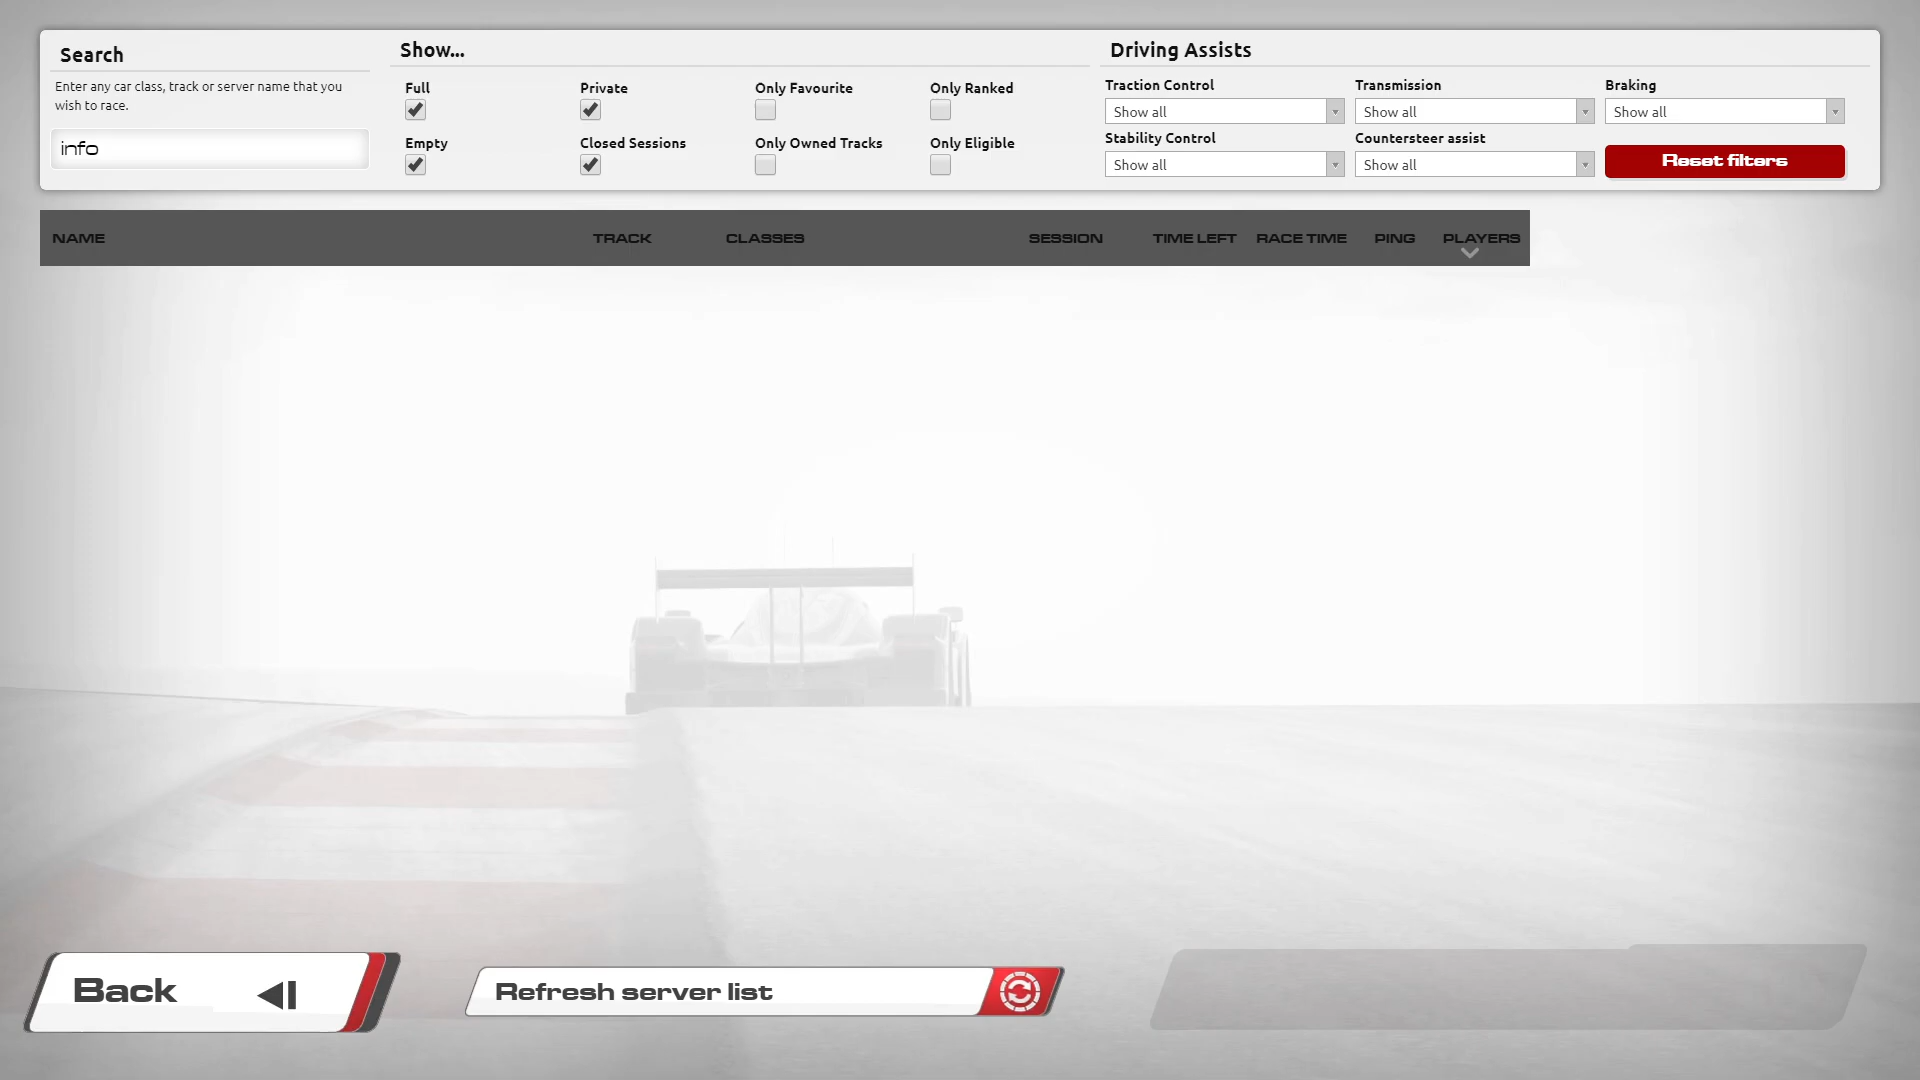 Search
Enter any car class, track or server name that you
wish to race.
info
Show...
Full
Private
Only Favourite
Only Ranked
Empty
Closed Sessions
Only Owned Tracks
Only Eligible
Driving Assists
Traction Control
Transmission
Braking
Show all
Show all
Show all
Stability Control
Countersteer assist
Show all
Show all
Reset filters
NAME TRACK CLASSES SESSION TIME LEFT RACE TIME PING PLAYERS
Back
Refresh server list